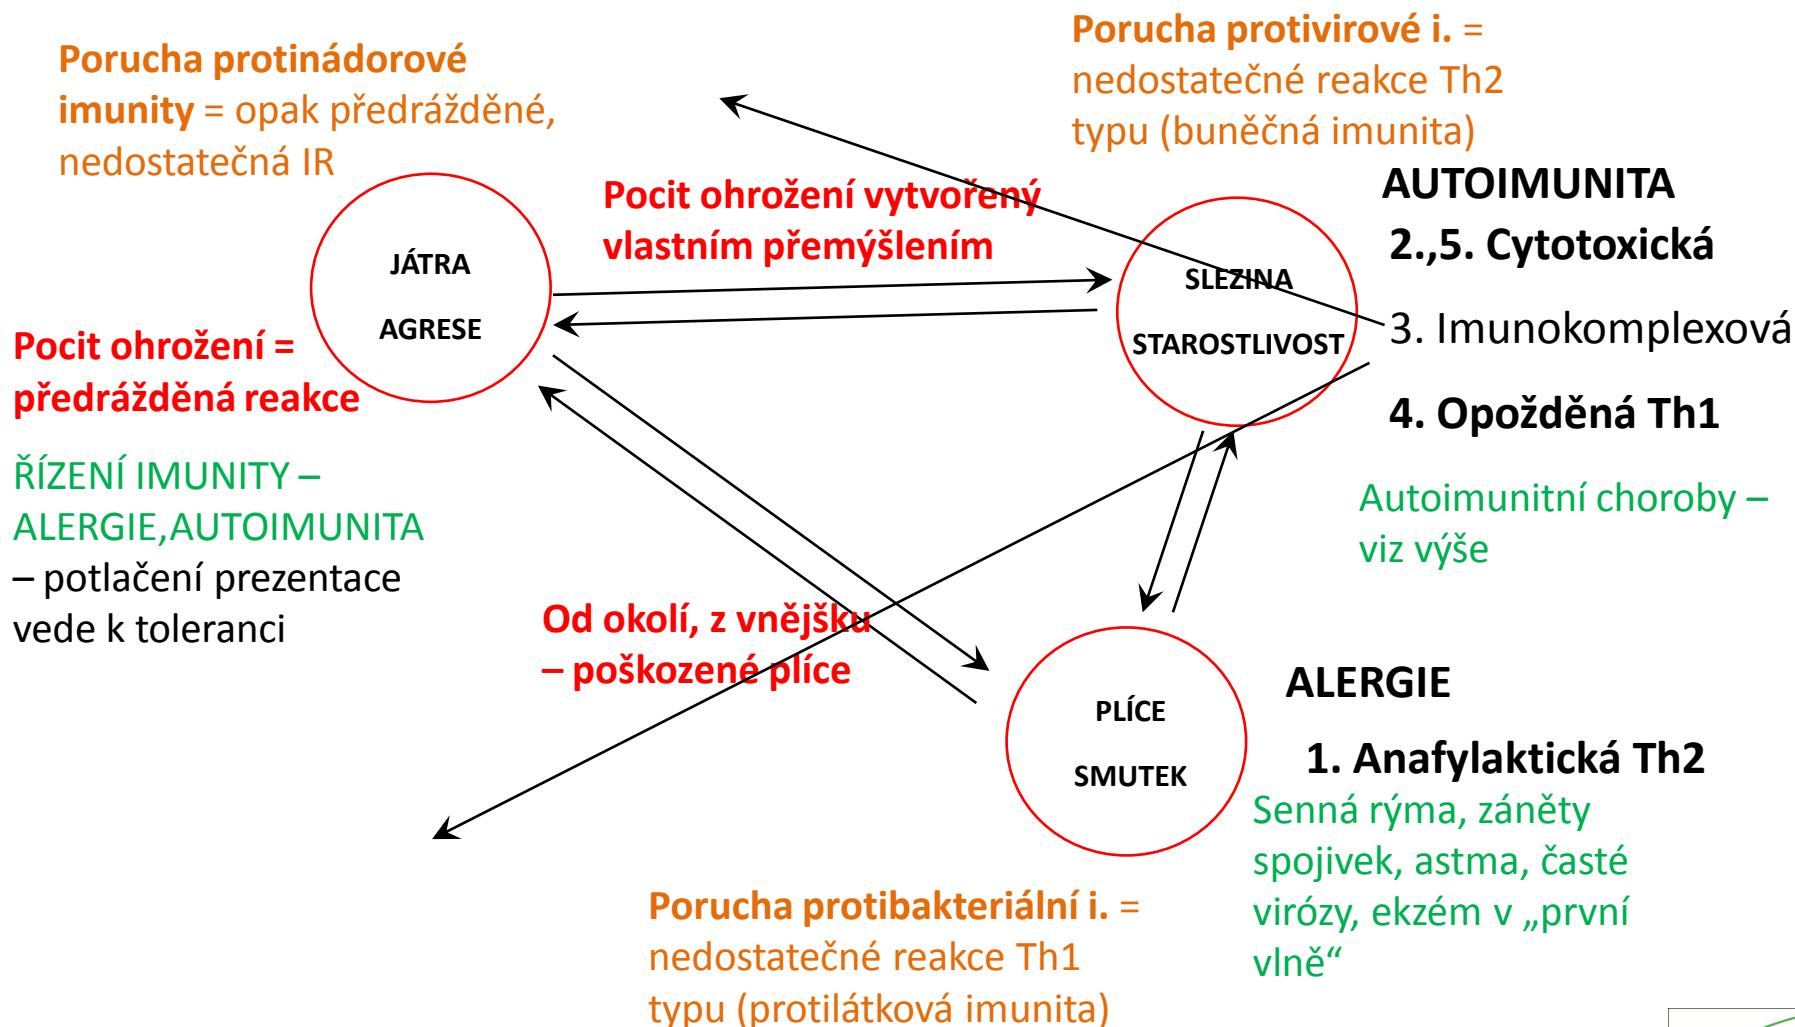 Porucha protinádorové
imunity = opak předrážděné,
nedostatečná IR
Porucha protivirové i. =
nedostatečné reakce Th2
typu (buněčná imunita)
Pocit ohrožení vytvořený
vlastním přemýšlením
JÁTRA
AGRESE
SLEZINA
STAROSTLIVOST
AUTOIMUNITA
2.,5. Cytotoxická
3. Imunokomplexová
4. Opožděná Th1
Autoimunitní choroby –
viz výše
Pocit ohrožení =
předrážděná reakce
ŘÍZENÍ IMUNITY –
ALERGIE,AUTOIMUNITA
– potlačení prezentace
vede k toleranci
Od okolí, z vnějšku
– poškozené plíce
PLÍCE
SMUTEK
ALERGIE
1. Anafylaktická Th2
Senná rýma, záněty
spojivek, astma, časté
virózy, ekzém v „první
vlně“
Porucha protibakteriální i. =
nedostatečné reakce Th1
typu (protilátková imunita)